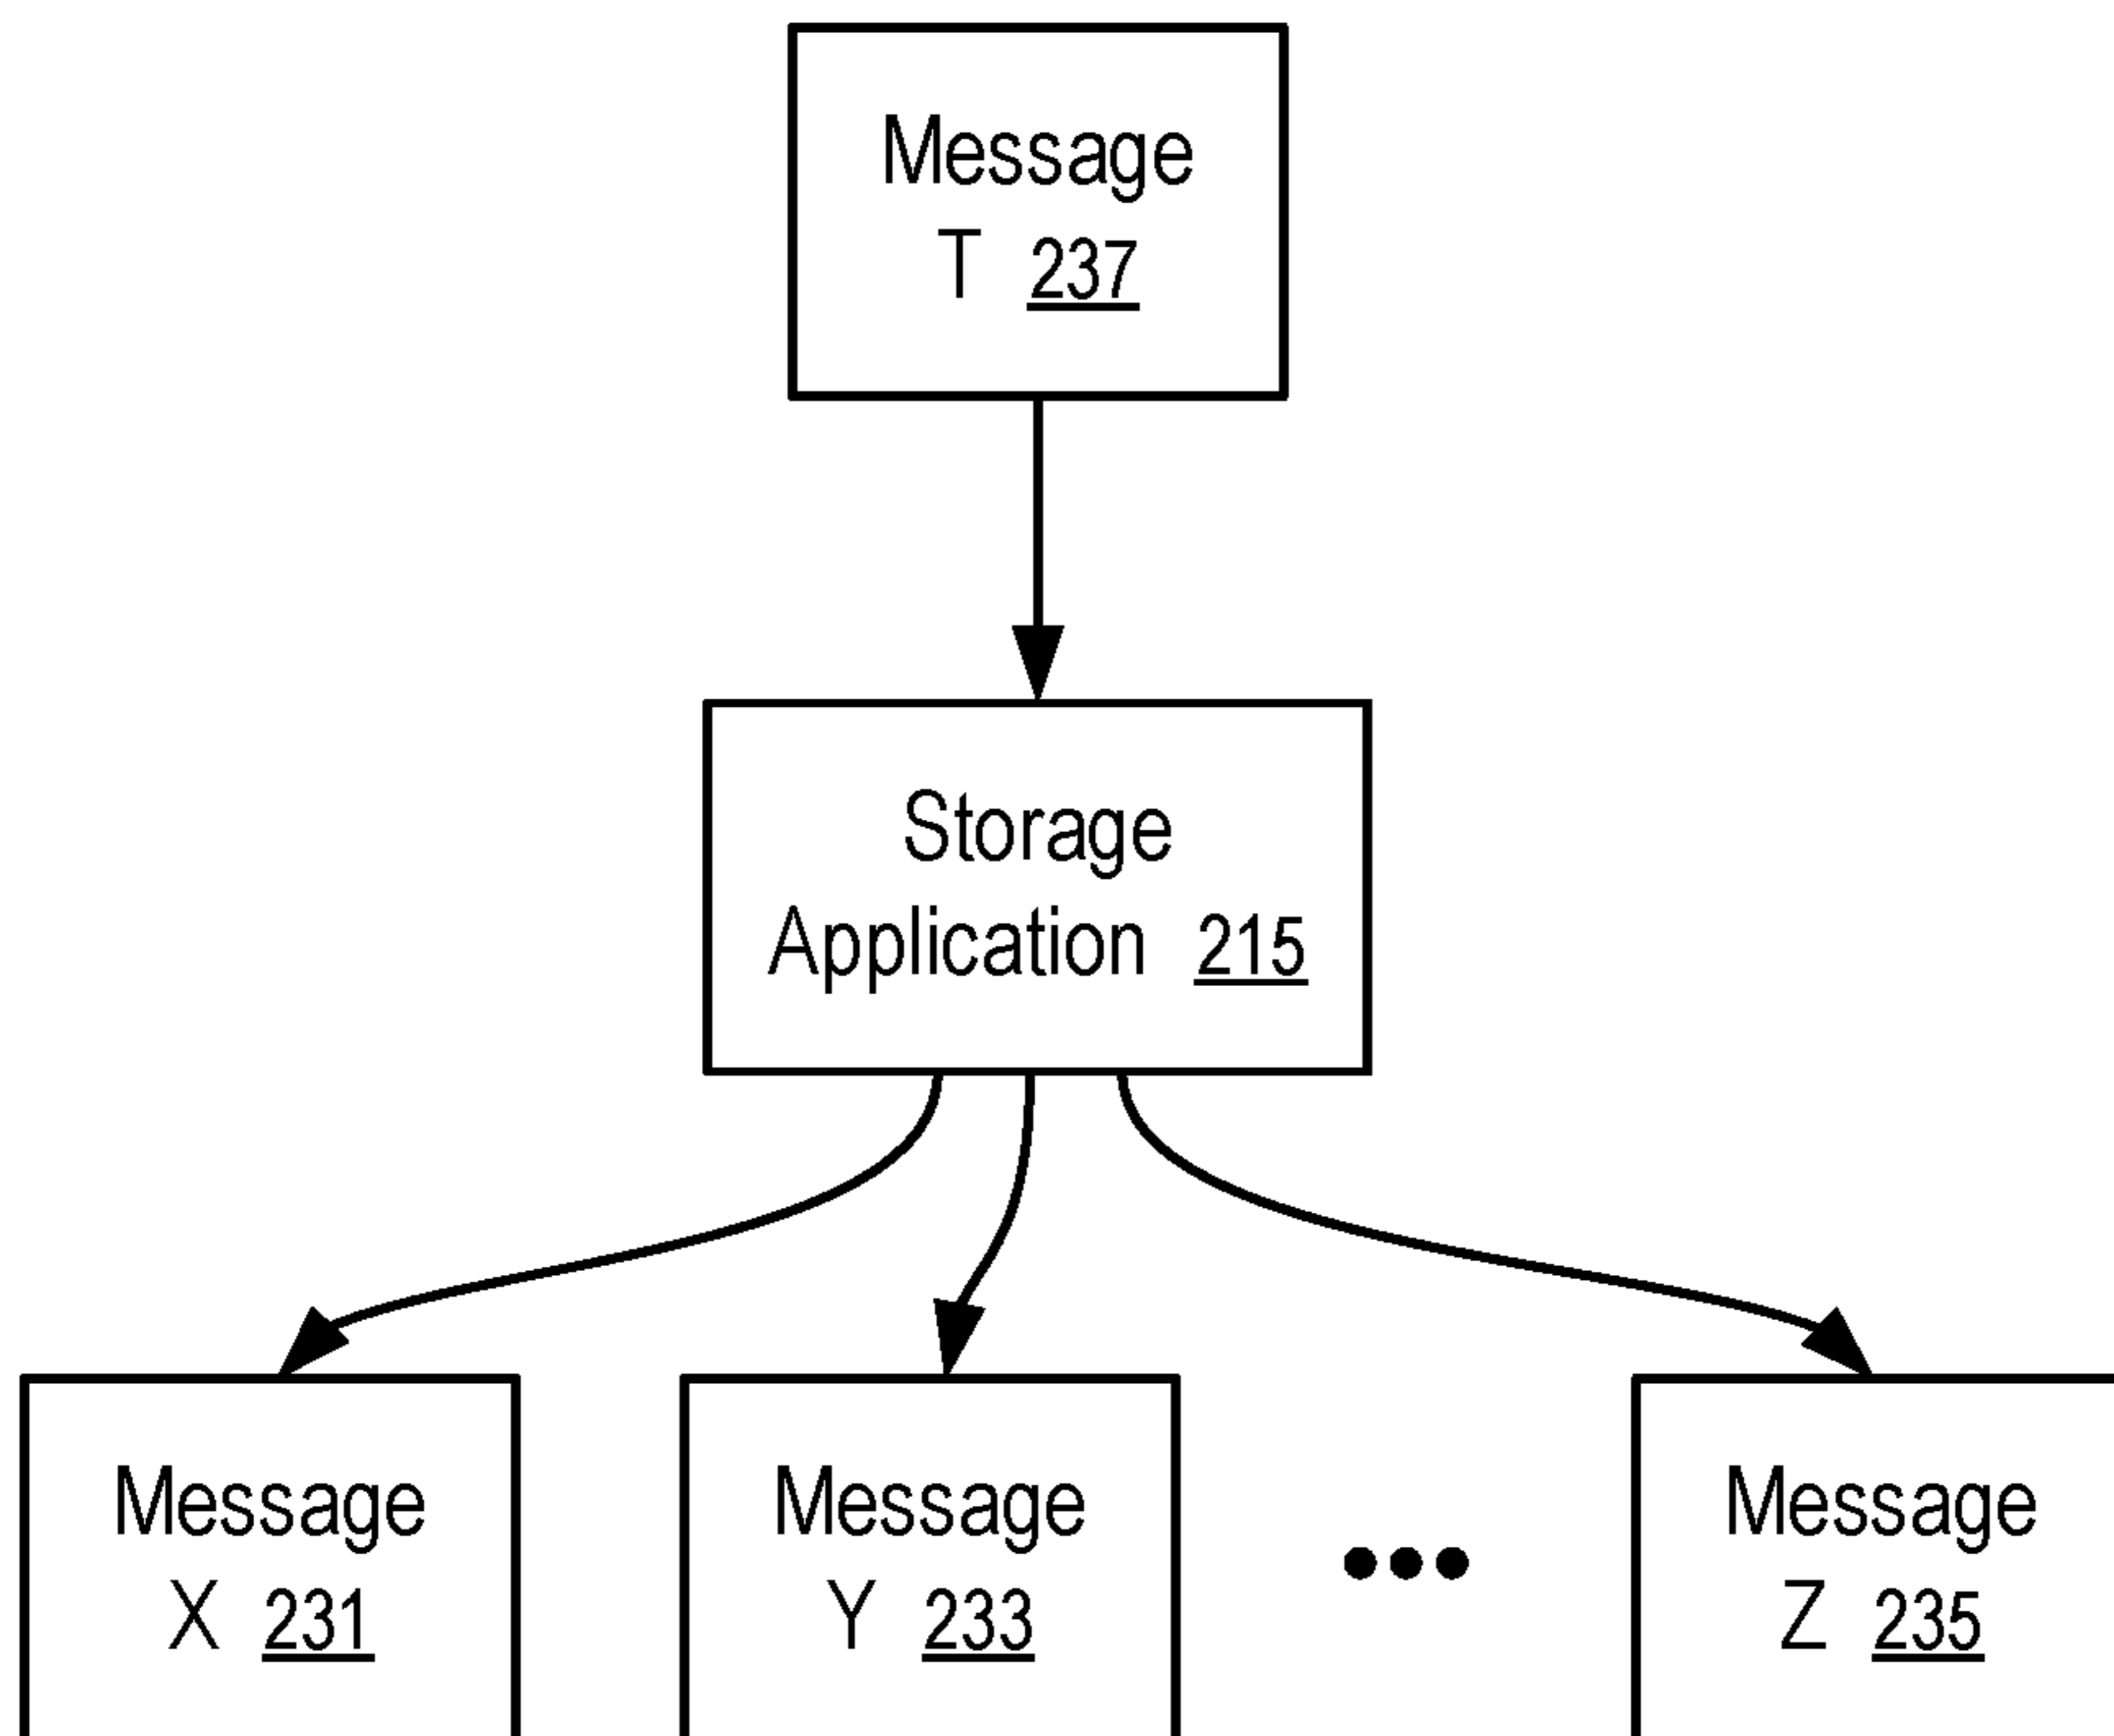 Message
T 237
Storage
Application 215
Message
X 231
Message
Y 233
•••
Message
Z 235